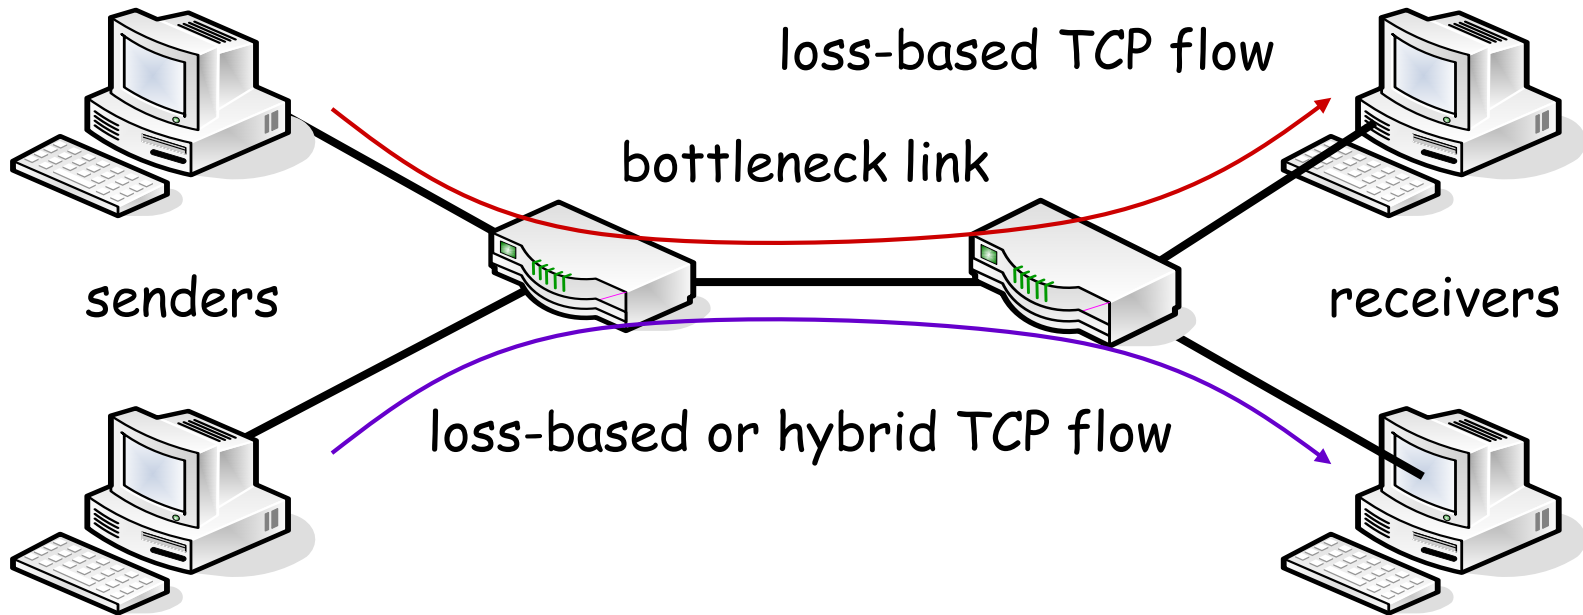 loss-based TCP flow
bottleneck link
senders
receivers
loss-based or hybrid TCP flow